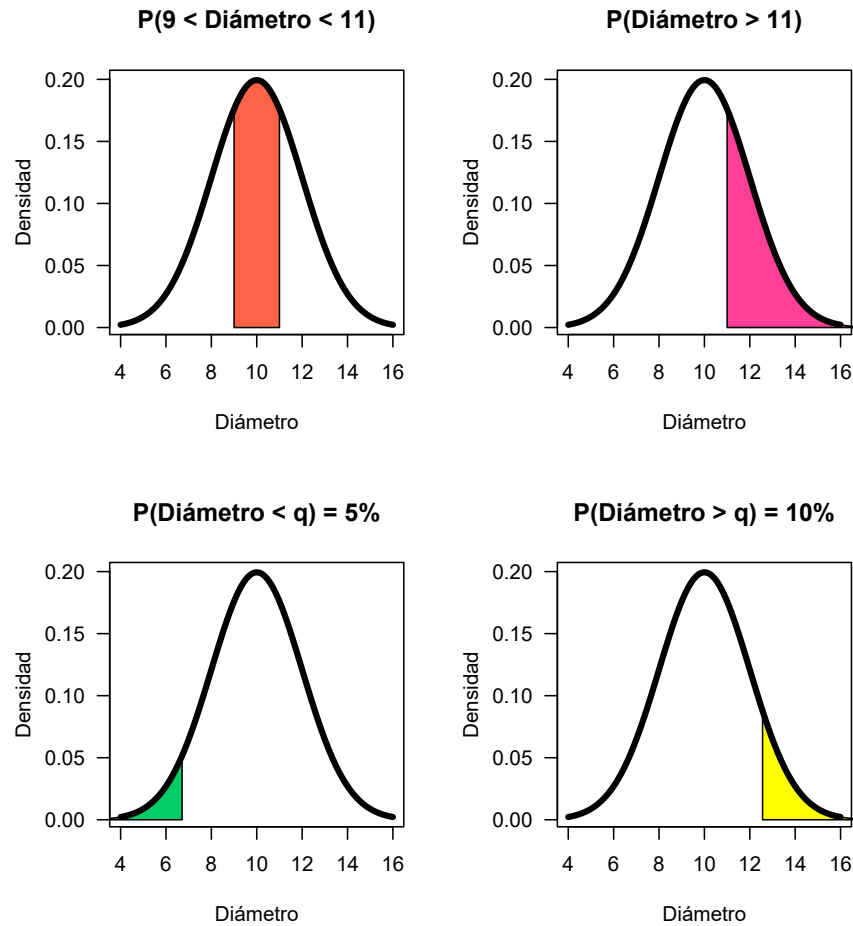 P(9 < Diámetro < 11)
0.20
0.15
0.10
0.05
0.00
Densidad
4 6 8 10 12 14 16
Diámetro
P(Diámetro > 11)
0.20
0.15
0.10
0.05
0.00
Densidad
4 6 8 10 12 14 16
Diámetro
P(Diámetro < q) = 5%
0.20
0.15
0.10
0.05
0.00
Densidad
4 6 8 10 12 14 16
Diámetro
P(Diámetro > q) = 10%
0.20
0.15
0.10
0.05
0.00
Densidad
4 6 8 10 12 14 16
Diámetro